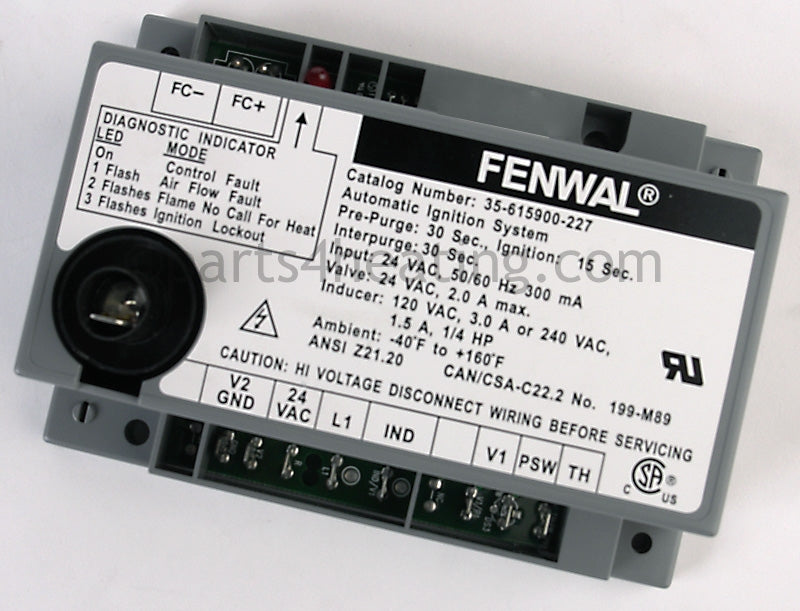 FC-
FC+
DIAGNOSTIC INDICATOR
LED MODE
On Control Fault
1 Flash Air Flow Fault
2 Flashes Flame No Call For Heat
3 Flashes Ignition Lockout
FENWAL®
Catalog Number: 35-615900-227
Automatic Ignition System
Pre-Purge: 30 Sec., Ignition: 15 Sec.
Interpurge: 30 Sec.
Input: 24 VAC, 50/60 Hz 300 mA
Valve: 24 VAC, 2.0 A max.
Inducer: 120 VAC, 3.0 A or 240 VAC,
1.5 A, 1/4 HP
Ambient: -40°F to +160°F
ANSI Z21.20 CAN/CSA-C22.2 No. 199-M89
CAUTION: HI VOLTAGE DISCONNECT WIRING BEFORE SERVICING
V2 GND
24 VAC
L1
IND
V1
PSW
TH
C US
parts4heating.com